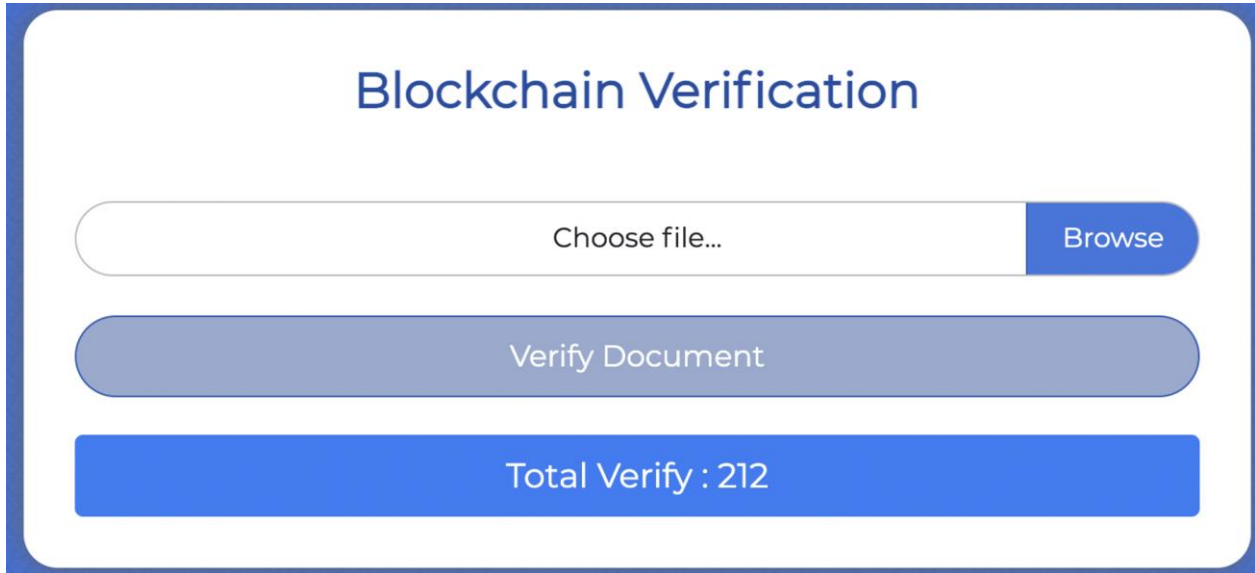 Blockchain Verification
Choose file...
Browse
Verify Document
Total Verify : 212